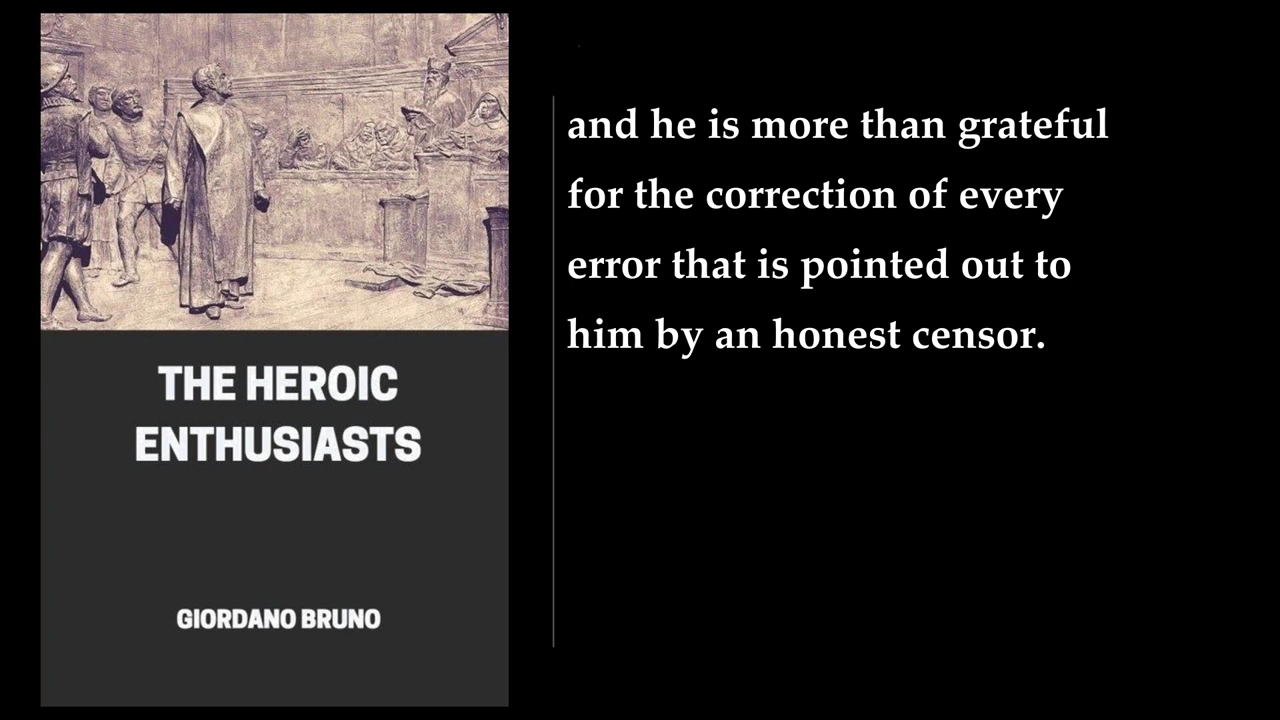 THE HEROIC
ENTHUSIASTS
GIORDANO BRUNO
and he is more than grateful
for the correction of every
error that is pointed out to
him by an honest censor.